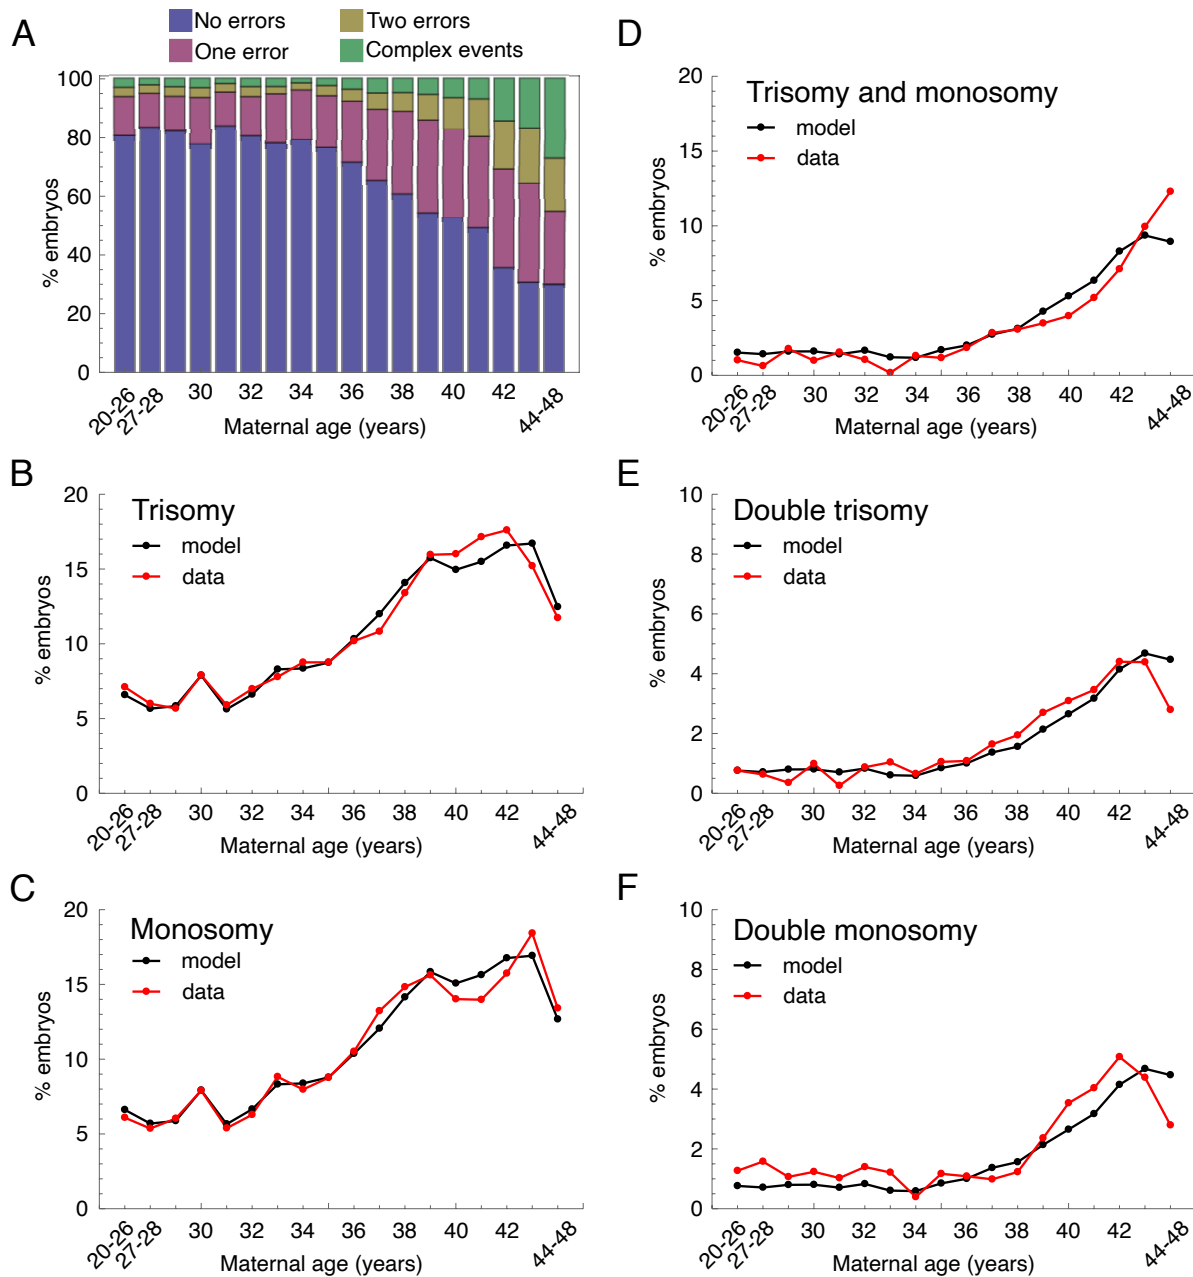 A
No errors
Two errors
One error
Complex events
100
80
60
40
20
0
% embryos
20-26
27-28
30
32
34
36
38
40
42
44-48
Maternal age (years)
B
Trisomy
model
data
20
15
10
5
0
% embryos
20-26
27-28
30
32
34
36
38
40
42
44-48
Maternal age (years)
C
Monosomy
model
data
20
15
10
5
0
% embryos
20-26
27-28
30
32
34
36
38
40
42
44-48
Maternal age (years)
D
Trisomy and monosomy
model
data
20
15
10
5
0
% embryos
20-26
27-28
30
32
34
36
38
40
42
44-48
Maternal age (years)
E
Double trisomy
model
data
10
8
6
4
2
0
% embryos
20-26
27-28
30
32
34
36
38
40
42
44-48
Maternal age (years)
F
Double monosomy
model
data
10
8
6
4
2
0
% embryos
20-26
27-28
30
32
34
36
38
40
42
44-48
Maternal age (years)